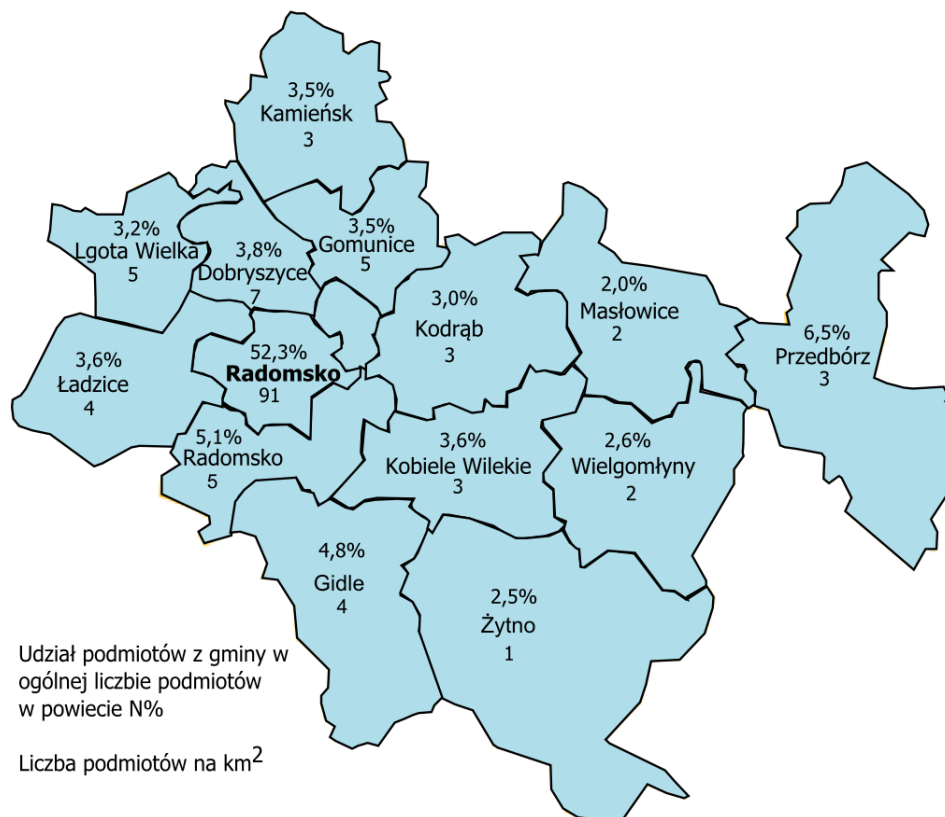 3,5%
Kamieńsk
3
3,2%
Lgota Wielka
5
3,8%
Dobryszyce
7
3,5%
Gomunice
5
3,0%
Kodrąb
3
2,0%
Masłowice
2
6,5%
Przedbórz
3
3,6%
Ładzice
4
52,3%
Radomsko
91
5,1%
Radomsko
5
3,6%
Kobiele Wilekie
3
2,6%
Wielgomłyny
2
4,8%
Gidle
4
2,5%
Żytno
1
Udział podmiotów z gminy w
ogólnej liczbie podmiotów
w powiecie N%
Liczba podmiotów na km²